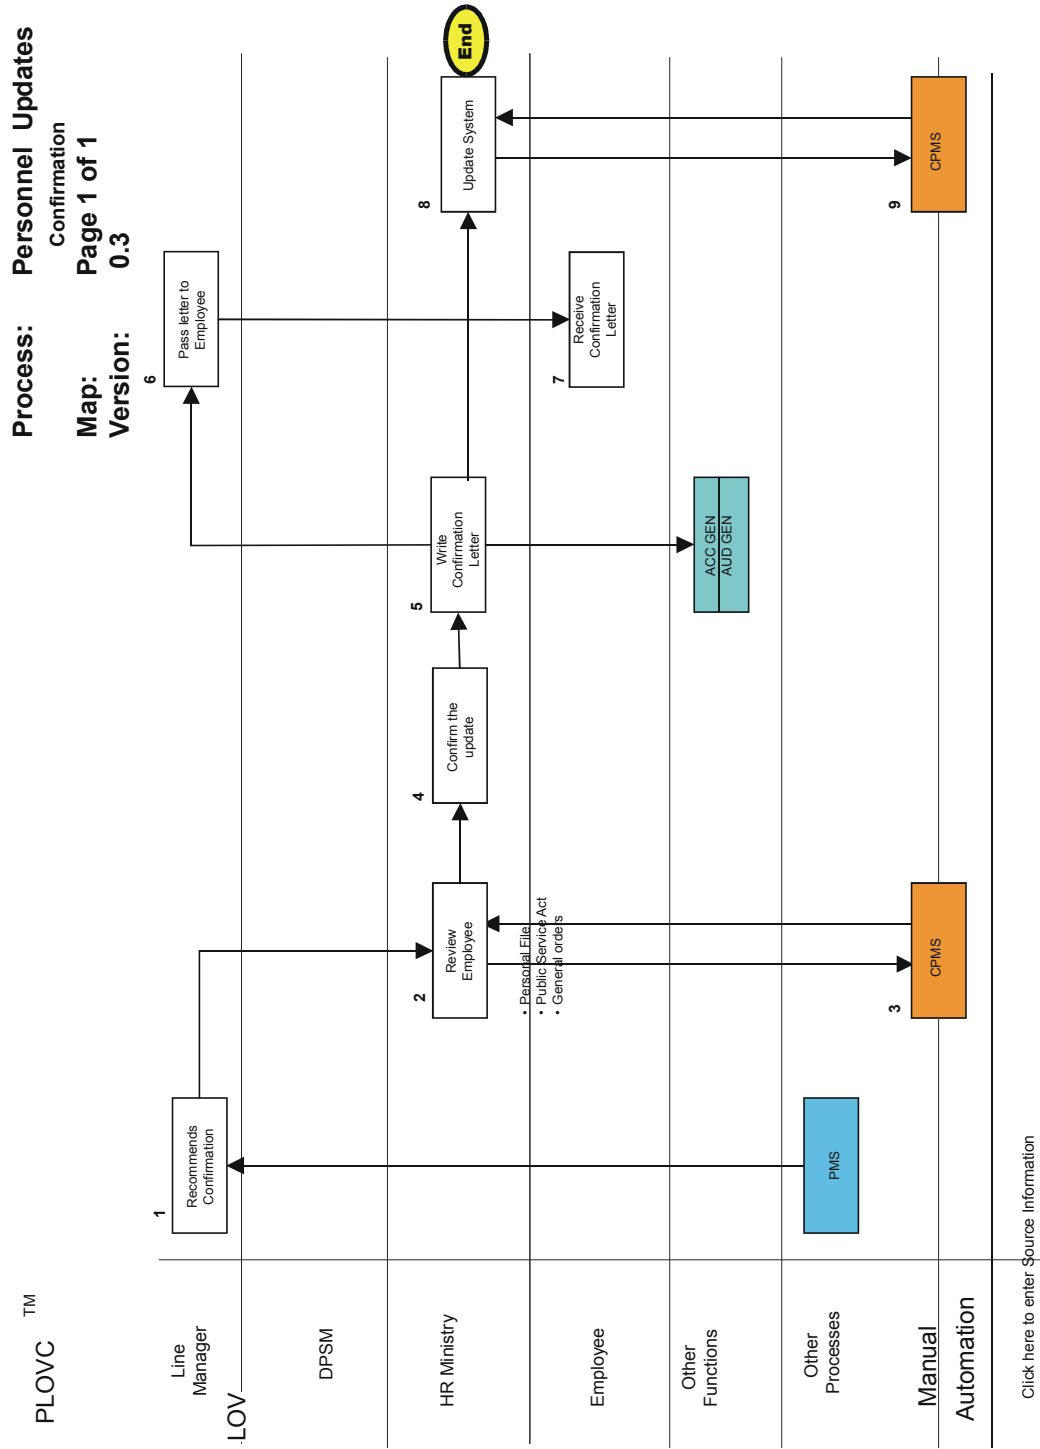 PLOVC TM
Process: Personnel Updates
Confirmation
Map: Page 1 of 1
Version: 0.3
Line
Manager
LOV
DPSM
HR Ministry
Employee
Other
Functions
Other
Processes
Manual
Automation
1
Recommends
Confirmation
PMS
2
Review
Employee
• Personal File
• Public Service Act
• General orders
3
CPMS
4
Confirm the
update
5
Write
Confirmation
Letter
ACC GEN
AUD GEN
6
Pass letter to
Employee
7
Receive
Confirmation
Letter
8
Update System
End
9
CPMS
Click here to enter Source Information